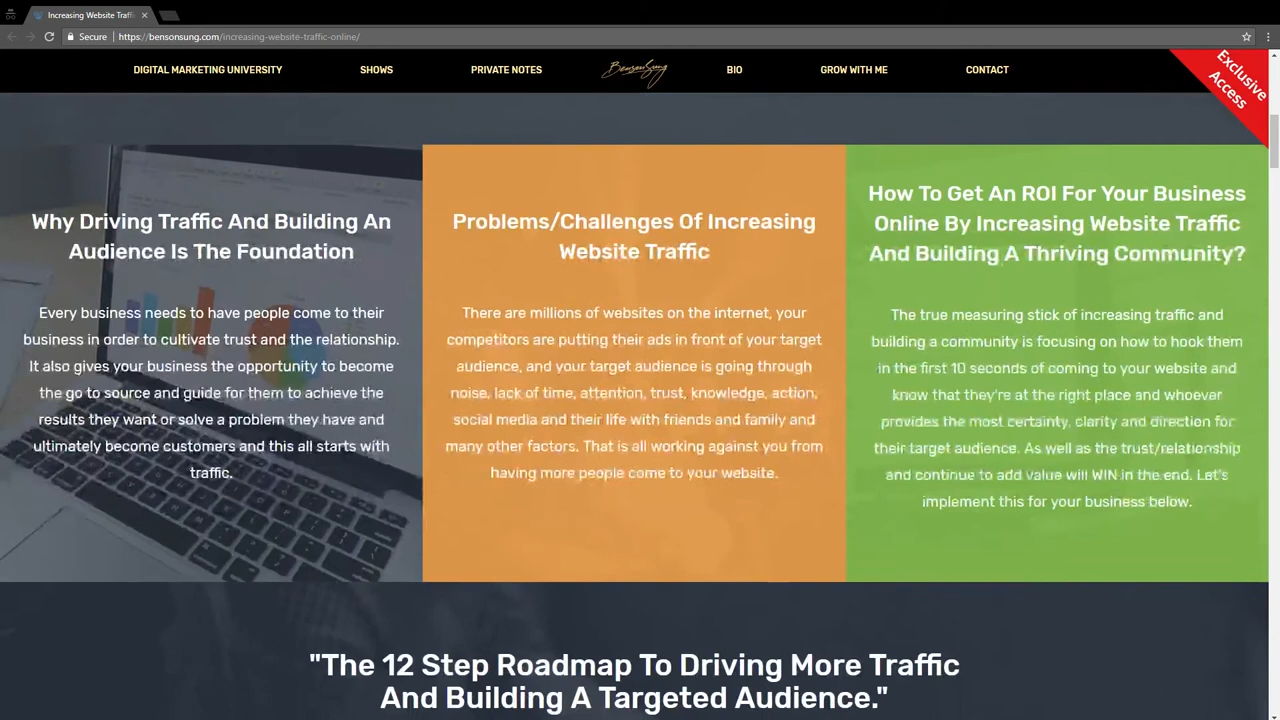 Increasing Website Traff
Secure
https://bensonsung.com/increasing-website-traffic-online/
DIGITAL MARKETING UNIVERSITY
SHOWS
PRIVATE NOTES
BensonSung
BIO
GROW WITH ME
CONTACT
Exclusive
Access
Why Driving Traffic And Building An
Audience Is The Foundation
Every business needs to have people come to their
business in order to cultivate trust and the relationship.
It also gives your business the opportunity to become
the go to source and guide for them to achieve the
results they want or solve a problem they have and
ultimately become customers and this all starts with
traffic.
Problems/Challenges Of Increasing
Website Traffic
There are millions of websites on the internet, your
competitors are putting their ads in front of your target
audience, and your target audience is going through
noise, lack of time, attention, trust, knowledge, action,
social media and their life with friends and family and
many other factors. That is all working against you from
having more people come to your website.
How To Get An ROI For Your Business
Online By Increasing Website Traffic
And Building A Thriving Community?
The true measuring stick of increasing traffic and
building a community is focusing on how to hook them
in the first 10 seconds of coming to your website and
know that they're at the right place and whoever
provides the most certainty, clarity and direction for
their target audience. As well as the trust/relationship
and continue to add value will WIN in the end. Let's
implement this for your business below.
"The 12 Step Roadmap To Driving More Traffic
And Building A Targeted Audience."